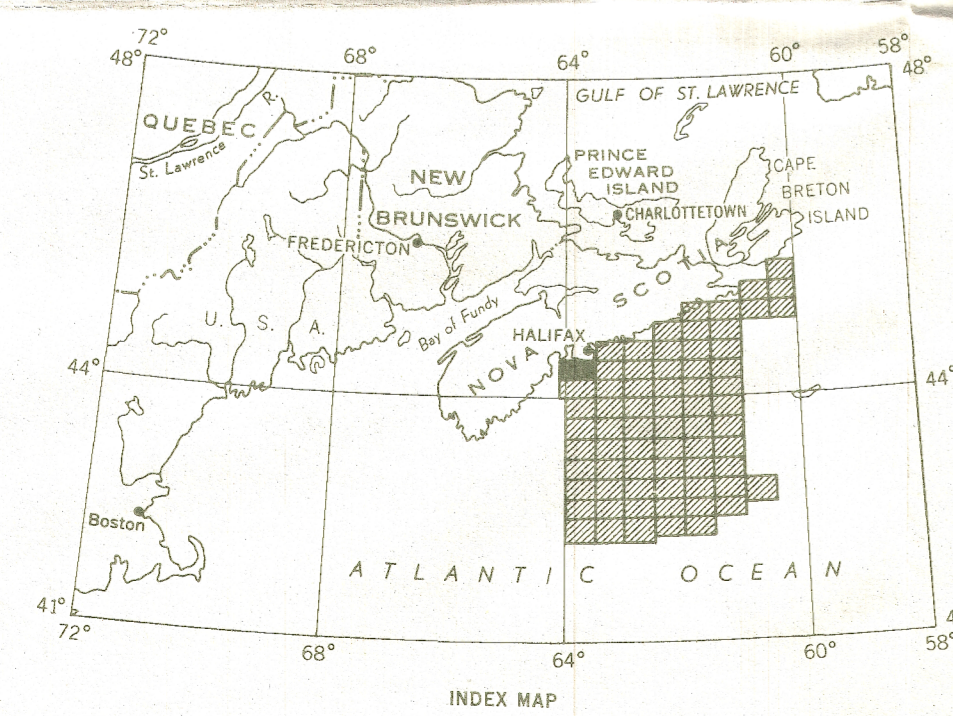 72° 68° 64° 60° 58°
48° 48°
GULF OF ST. LAWRENCE
QUEBEC
R.
St. Lawrence
NEW
BRUNSWICK
PRINCE
EDWARD
ISLAND
CHARLOTTETOWN
CAPE
BRETON
ISLAND
FREDERICTON
NOVA SCOTIA
U. S. A.
Bay of Fundy
HALIFAX
44° 44°
Boston
ATLANTIC OCEAN
41°
72° 68° 64° 60° 58°
INDEX MAP